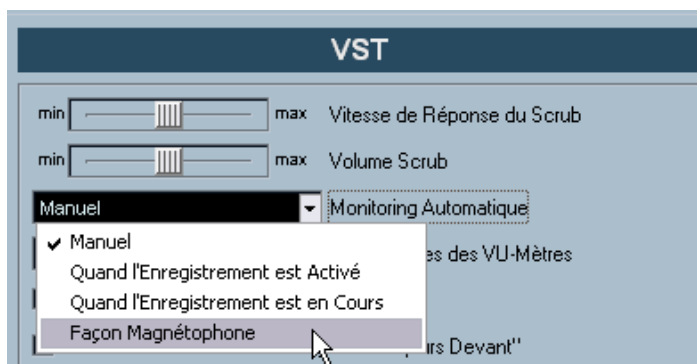 VST
min max Vitesse de Réponse du Scrub
min max Volume Scrub
Manuel Monitoring Automatique
Manuel
es des VU-Mètres
Quand l'Enregistrement est Activé
Quand l'Enregistrement est en Cours
Façon Magnétophone
Devant"